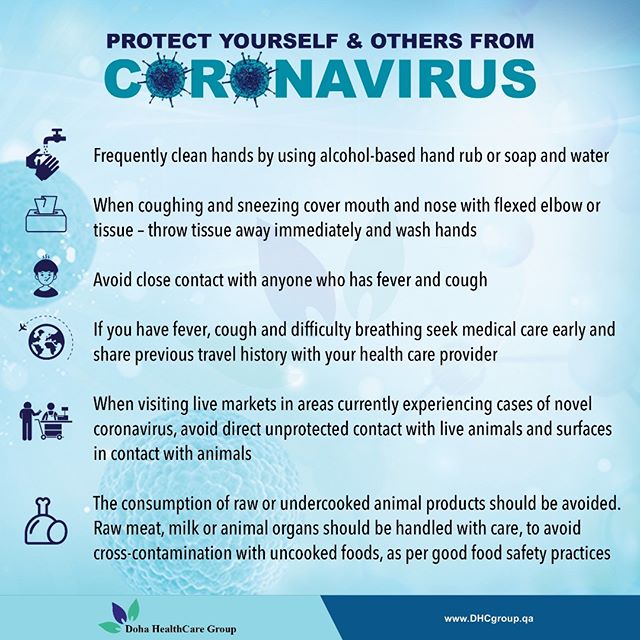 PROTECT YOURSELF & OTHERS FROM
CORONAVIRUS
Frequently clean hands by using alcohol-based hand rub or soap and water
When coughing and sneezing cover mouth and nose with flexed elbow or
tissue – throw tissue away immediately and wash hands
Avoid close contact with anyone who has fever and cough
If you have fever, cough and difficulty breathing seek medical care early and
share previous travel history with your health care provider
When visiting live markets in areas currently experiencing cases of novel
coronavirus, avoid direct unprotected contact with live animals and surfaces
in contact with animals
The consumption of raw or undercooked animal products should be avoided.
Raw meat, milk or animal organs should be handled with care, to avoid
cross-contamination with uncooked foods, as per good food safety practices
Doha HealthCare Group
www.DHCgroup.qa